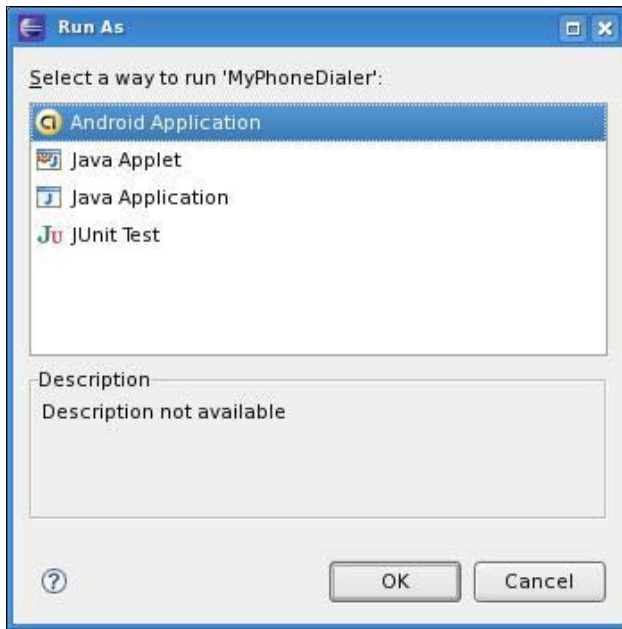 Run As
Select a way to run 'MyPhoneDialer':
Android Application
Java Applet
Java Application
JUnit Test
Description
Description not available
OK
Cancel